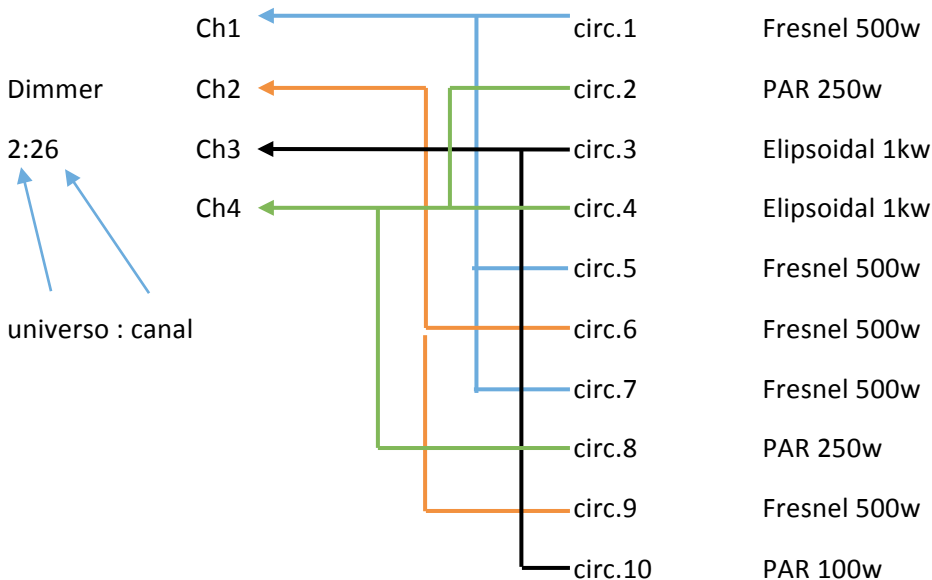 Ch1 circ.1 Fresnel 500w
Dimmer Ch2 circ.2 PAR 250w
2:26 Ch3 circ.3 Elipsoidal 1kw
Ch4 circ.4 Elipsoidal 1kw
circ.5 Fresnel 500w
universo : canal circ.6 Fresnel 500w
circ.7 Fresnel 500w
circ.8 PAR 250w
circ.9 Fresnel 500w
circ.10 PAR 100w